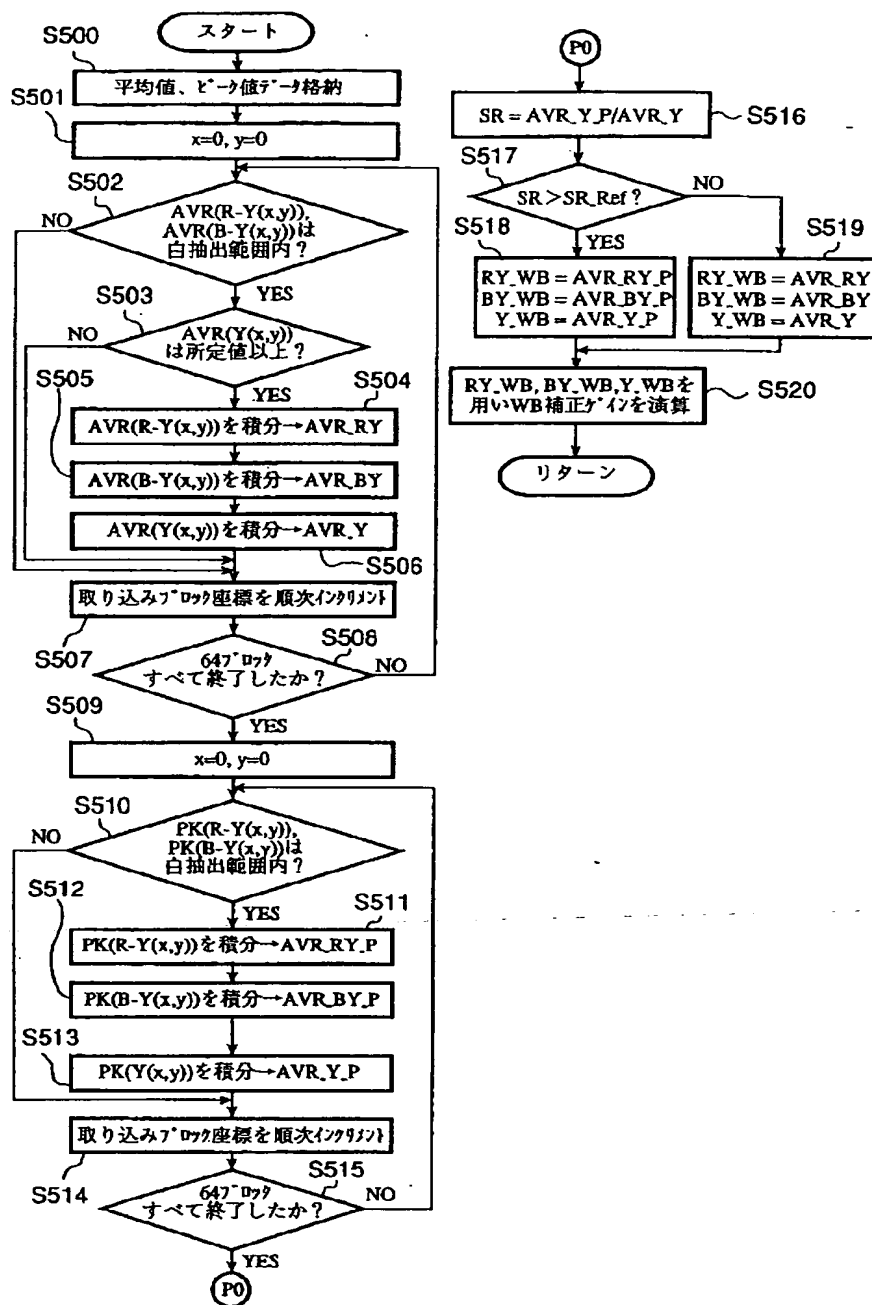 スタート
S500
平均値、ピーク値データ格納
S501
x=0, y=0
S502
AVR(R-Y(x,y)),
AVR(B-Y(x,y))は
白抽出範囲内?
NO
YES
S503
AVR(Y(x,y))
は所定値以上?
NO
YES
S504
AVR(R-Y(x,y))を積分→AVR_RY
S505
AVR(B-Y(x,y))を積分→AVR_BY
AVR(Y(x,y))を積分→AVR_Y
S506
取り込みブロック座標を順次インクリメント
S507
S508
64ブロック
すべて終了したか?
NO
YES
S509
x=0, y=0
S510
PK(R-Y(x,y)),
PK(B-Y(x,y))は
白抽出範囲内?
NO
YES
S511
PK(R-Y(x,y))を積分→AVR_RY_P
S512
PK(B-Y(x,y))を積分→AVR_BY_P
S513
PK(Y(x,y))を積分→AVR_Y_P
取り込みブロック座標を順次インクリメント
S514
S515
64ブロック
すべて終了したか?
NO
YES
P0
P0
SR=AVR_Y_P/AVR_Y
S516
S517
SR>SR_Ref?
NO
YES
S518
RY_WB=AVR_RY_P
BY_WB=AVR_BY_P
Y_WB=AVR_Y_P
S519
RY_WB=AVR_RY
BY_WB=AVR_BY
Y_WB=AVR_Y
RY_WB, BY_WB, Y_WBを
用いWB補正ゲインを演算
S520
リターン